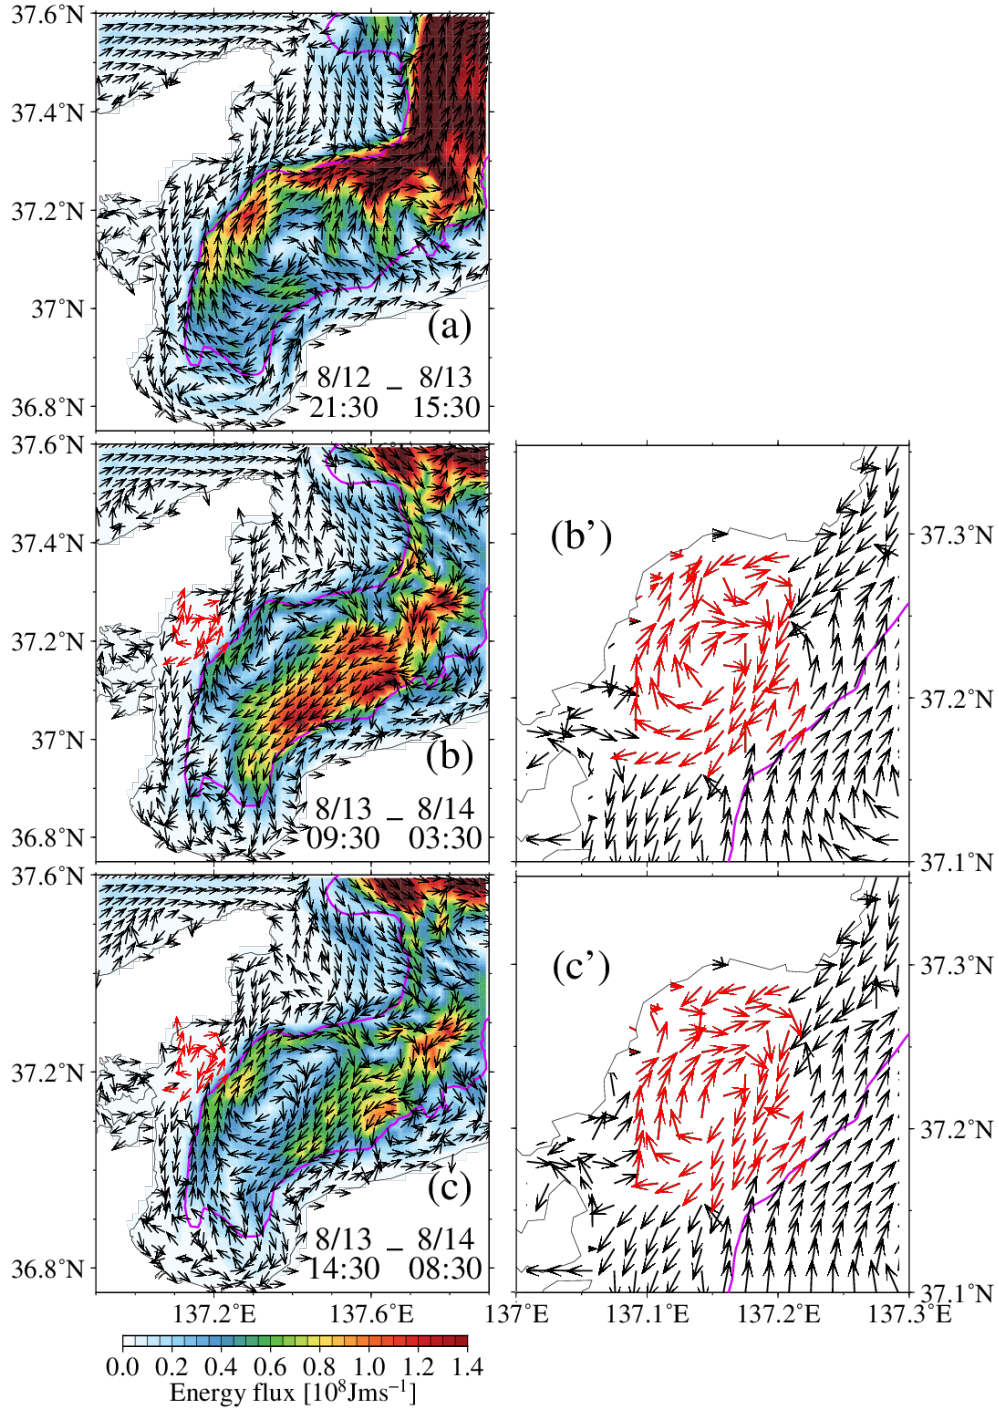 37.6°N
37.4°N
37.2°N
37°N
36.8°N
(a)
8/12 – 8/13
21:30 15:30
37.6°N
37.4°N
37.2°N
37°N
36.8°N
(b)
8/13 – 8/14
09:30 03:30
(b')
37.3°N
37.2°N
37.1°N
37.6°N
37.2°N
36.8°N
(c)
8/13 – 8/14
14:30 08:30
137.2°E 137.6°E
(c')
37.3°N
37.2°N
37.1°N
137°E 137.1°E 137.2°E 137.3°E
0.0 0.2 0.4 0.6 0.8 1.0 1.2 1.4
Energy flux [10⁸Jms⁻¹]